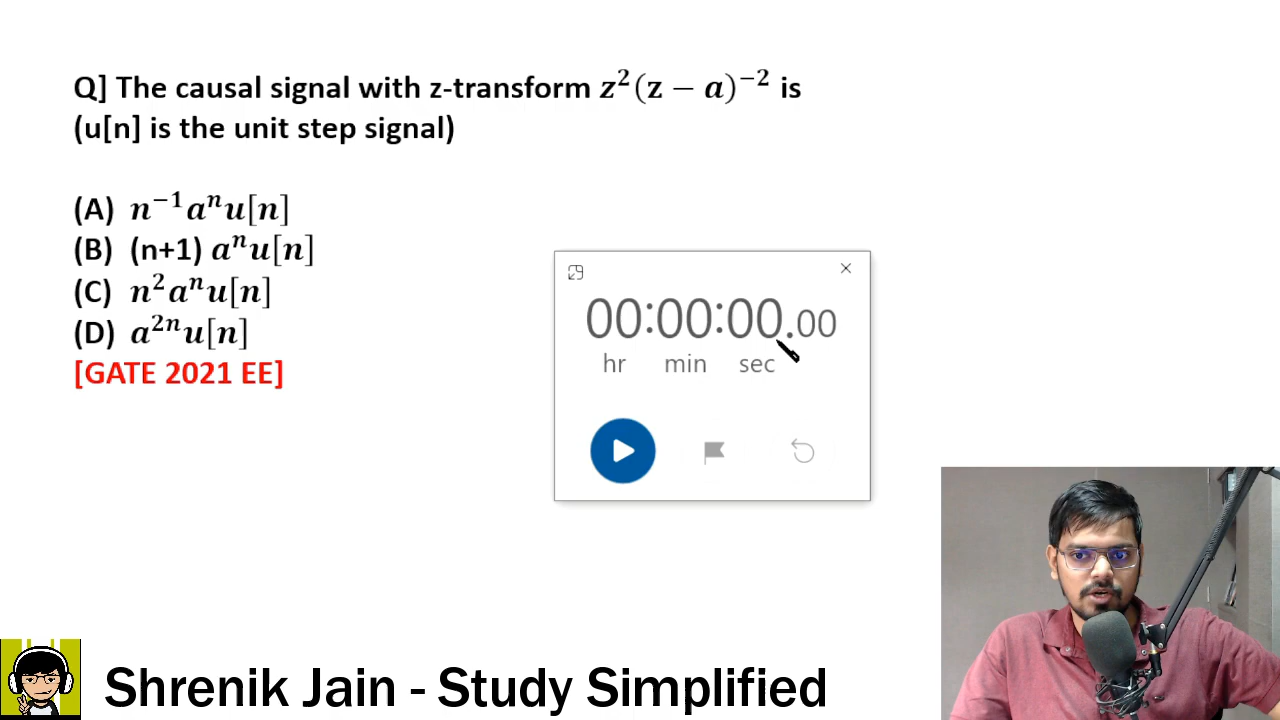 Q] The causal signal with z-transform z²(z − a)⁻² is
(u[n] is the unit step signal)
(A) n⁻¹aⁿu[n]
(B) (n+1) aⁿu[n]
(C) n²aⁿu[n]
(D) a²ⁿu[n]
[GATE 2021 EE]
00:00:00.00
hr min sec
Shrenik Jain - Study Simplified